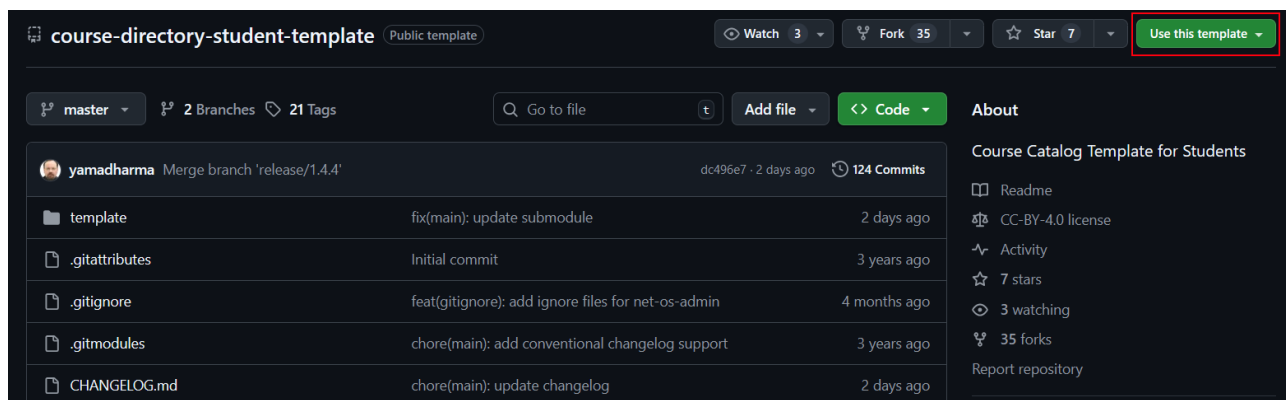 course-directory-student-template Public template Watch 3 Fork 35 Star 7 Use this template
master 2 Branches 21 Tags Go to file t Add file <> Code
yamadharma Merge branch 'release/1.4.4' dc496e7 · 2 days ago 124 Commits
template fix(main): update submodule 2 days ago
.gitattributes Initial commit 3 years ago
.gitignore feat(gitignore): add ignore files for net-os-admin 4 months ago
.gitmodules chore(main): add conventional changelog support 3 years ago
CHANGELOG.md chore(main): update changelog 2 days ago
About
Course Catalog Template for Students
Readme
CC-BY-4.0 license
Activity
7 stars
3 watching
35 forks
Report repository